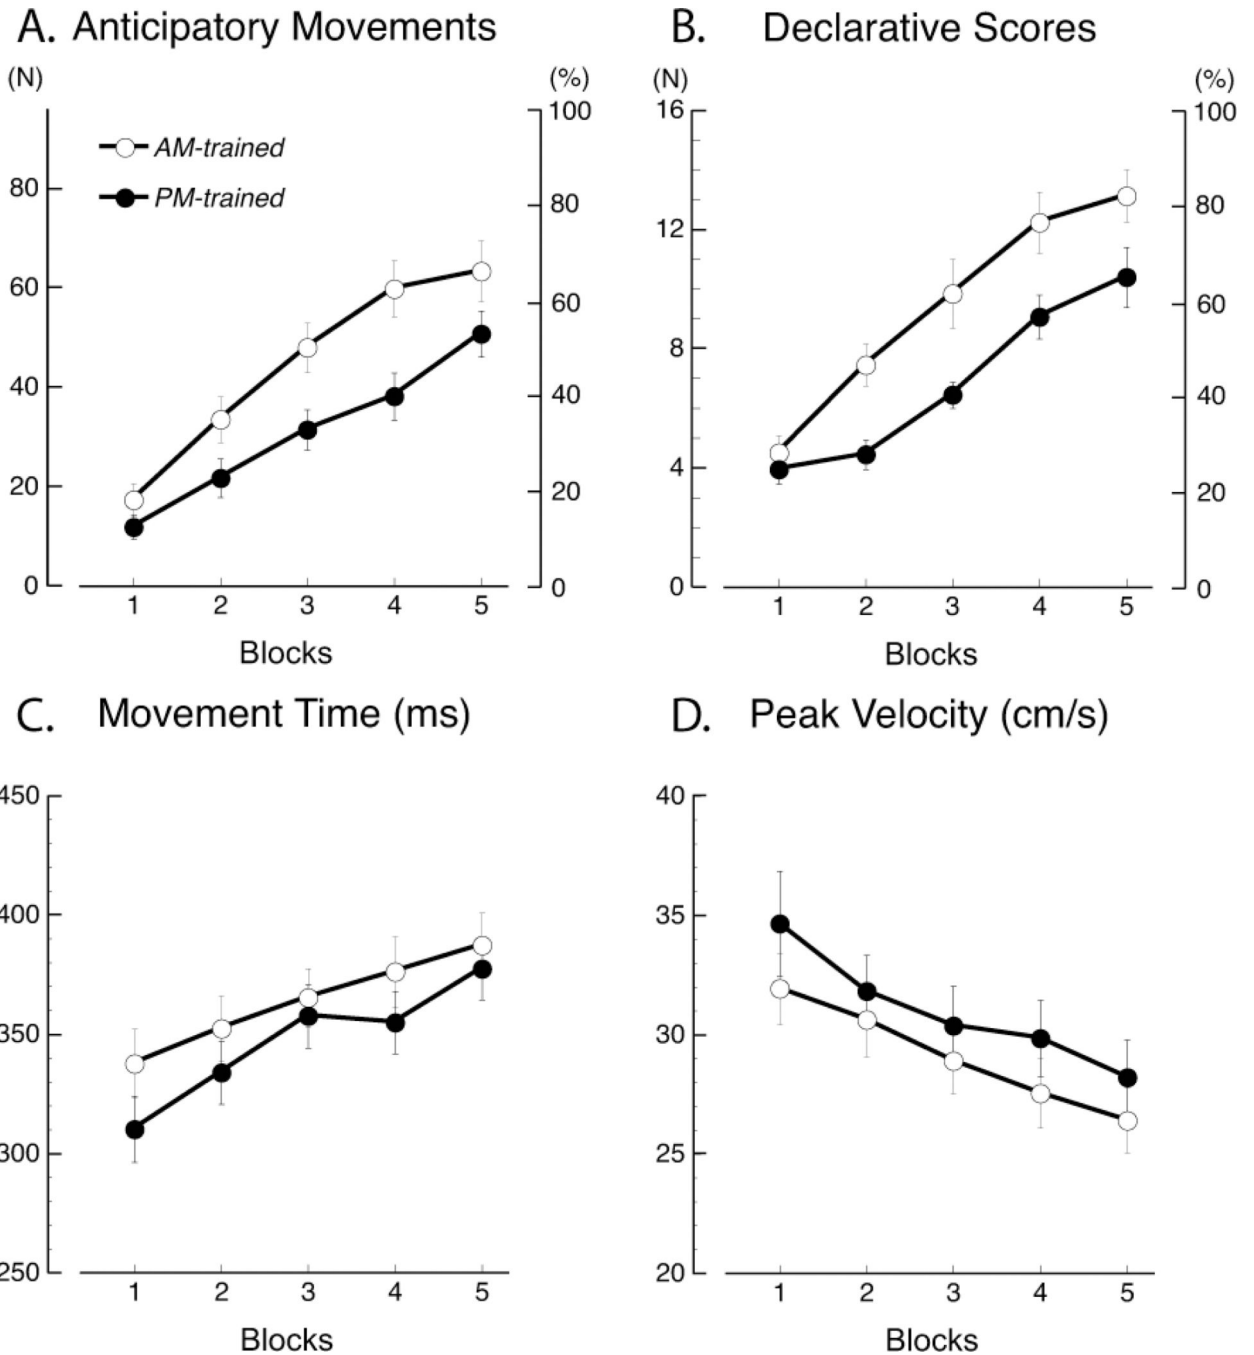 A. Anticipatory Movements
(N)
(%)
100
80
60
40
20
0
80
60
40
20
0
AM-trained
PM-trained
1 2 3 4 5
Blocks
B. Declarative Scores
(N)
(%)
16
12
8
4
0
100
80
60
40
20
0
1 2 3 4 5
Blocks
C. Movement Time (ms)
450
400
350
300
250
1 2 3 4 5
Blocks
D. Peak Velocity (cm/s)
40
35
30
25
20
1 2 3 4 5
Blocks